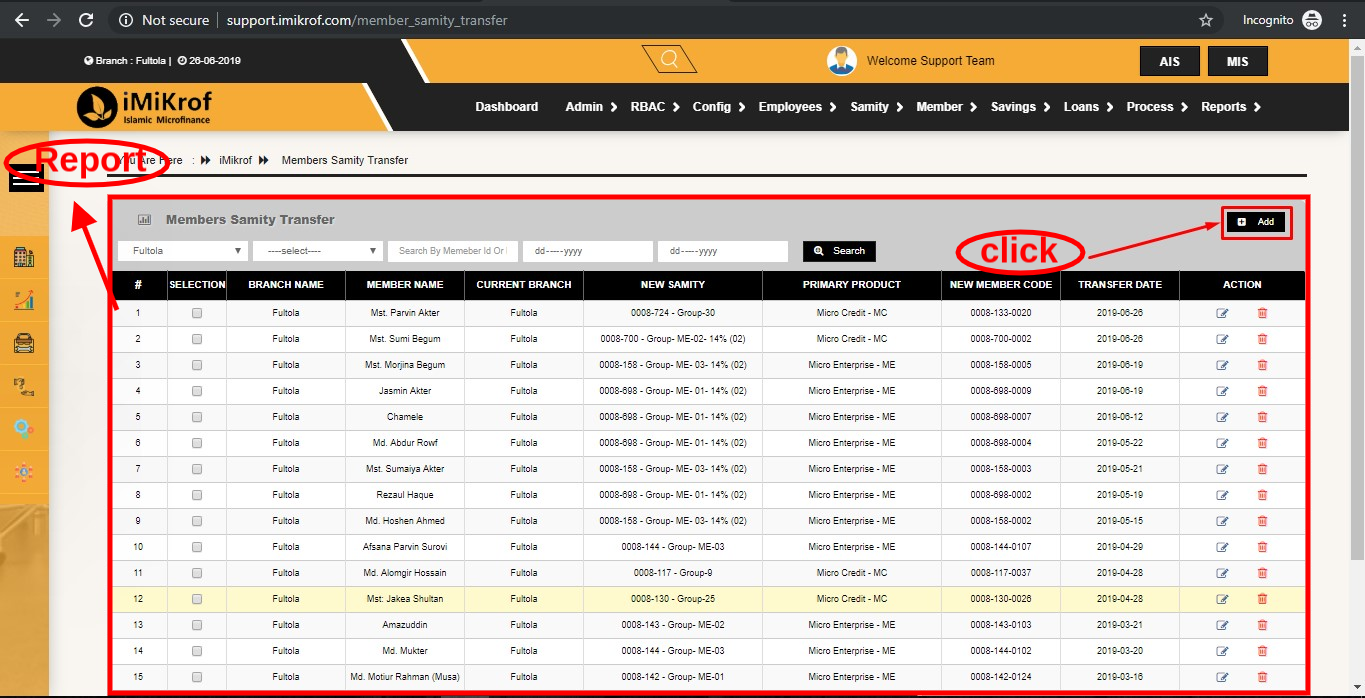 Not secure support.imikrof.com/member_samity_transfer Incognito
Branch : Fultola | 26-06-2019 Welcome Support Team AIS MIS
iMiKrof
Islamic Microfinance
Dashboard Admin RBAC Config Employees Samity Member Savings Loans Process Reports
Report
You Are Here : iMikrof Members Samity Transfer
Members Samity Transfer Add
click
Fultola ----select---- Search By Memeber Id Or dd-----yyyy dd-----yyyy Search
# SELECTION BRANCH NAME MEMBER NAME CURRENT BRANCH NEW SAMITY PRIMARY PRODUCT NEW MEMBER CODE TRANSFER DATE ACTION
1 Fultola Mst. Parvin Akter Fultola 0008-724 - Group-30 Micro Credit - MC 0008-133-0020 2019-06-26
2 Fultola Mst. Sumi Begum Fultola 0008-700 - Group- ME-02- 14% (02) Micro Credit - MC 0008-700-0002 2019-06-26
3 Fultola Mst. Morjina Begum Fultola 0008-158 - Group- ME- 03- 14% (02) Micro Enterprise - ME 0008-158-0005 2019-06-19
4 Fultola Jasmin Akter Fultola 0008-698 - Group- ME- 01- 14% (02) Micro Enterprise - ME 0008-698-0009 2019-06-19
5 Fultola Chamele Fultola 0008-698 - Group- ME- 01- 14% (02) Micro Enterprise - ME 0008-698-0007 2019-06-12
6 Fultola Md. Abdur Rowf Fultola 0008-698 - Group- ME- 01- 14% (02) Micro Enterprise - ME 0008-698-0004 2019-05-22
7 Fultola Mst. Sumaiya Akter Fultola 0008-158 - Group- ME- 03- 14% (02) Micro Enterprise - ME 0008-158-0003 2019-05-21
8 Fultola Rezaul Haque Fultola 0008-698 - Group- ME- 01- 14% (02) Micro Enterprise - ME 0008-698-0002 2019-05-19
9 Fultola Md. Hoshen Ahmed Fultola 0008-158 - Group- ME- 03- 14% (02) Micro Enterprise - ME 0008-158-0002 2019-05-15
10 Fultola Afsana Parvin Surovi Fultola 0008-144 - Group- ME-03 Micro Enterprise - ME 0008-144-0107 2019-04-29
11 Fultola Md. Alomgir Hossain Fultola 0008-117 - Group-9 Micro Credit - MC 0008-117-0037 2019-04-28
12 Fultola Mst: Jakea Shultan Fultola 0008-130 - Group-25 Micro Credit - MC 0008-130-0026 2019-04-28
13 Fultola Amazuddin Fultola 0008-143 - Group- ME-02 Micro Enterprise - ME 0008-143-0103 2019-03-21
14 Fultola Md. Mukter Fultola 0008-144 - Group- ME-03 Micro Enterprise - ME 0008-144-0102 2019-03-20
15 Fultola Md. Motiur Rahman (Musa) Fultola 0008-142 - Group- ME-01 Micro Enterprise - ME 0008-142-0124 2019-03-16